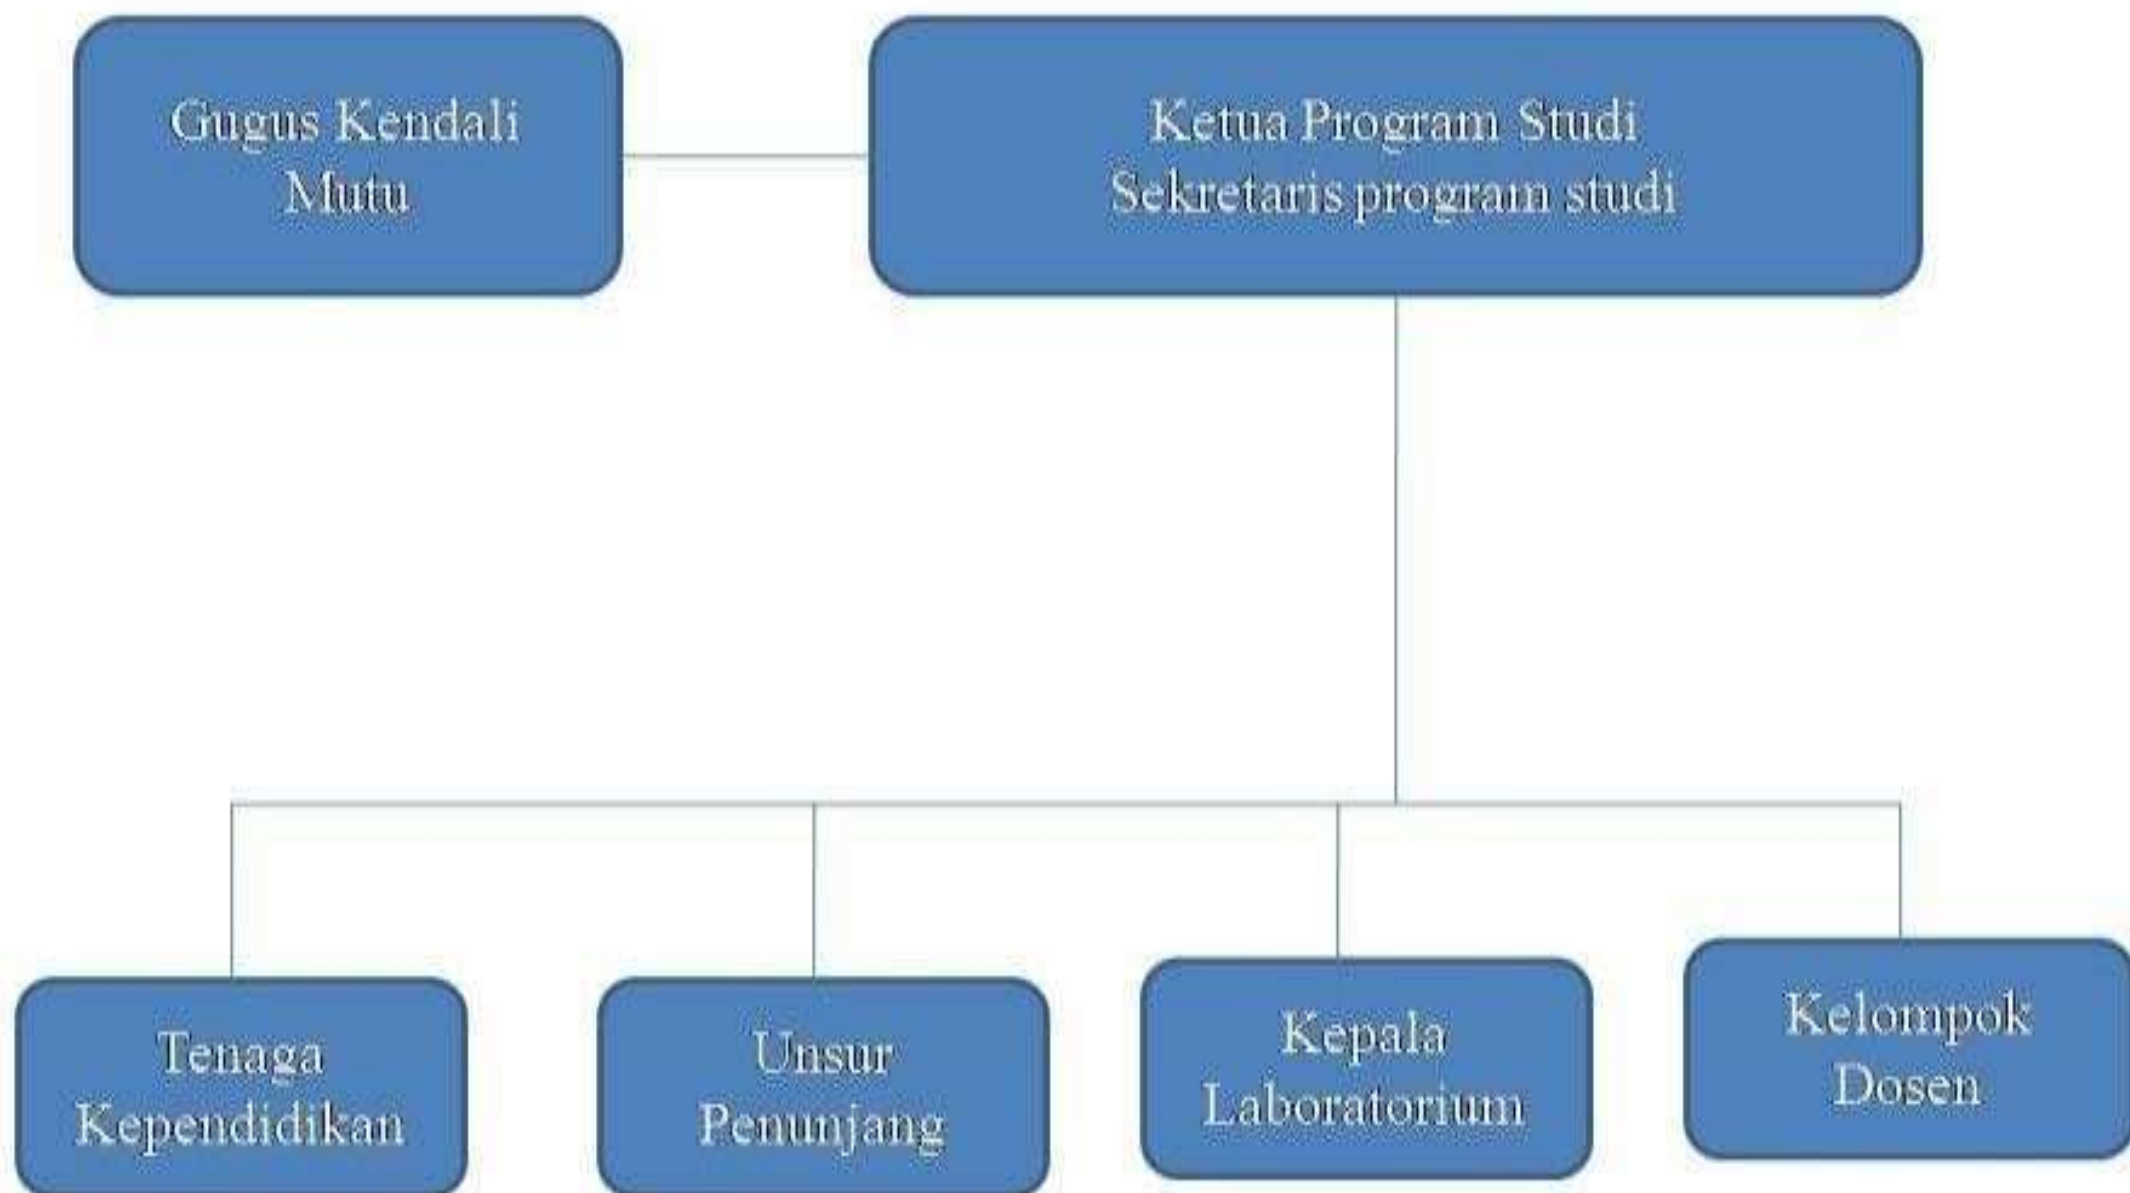 Gugus Kendali
Mutu
Ketua Program Studi
Sekretaris program studi
Tenaga
Kependidikan
Unsur
Penunjang
Kepala
Laboratorium
Kelompok
Dosen